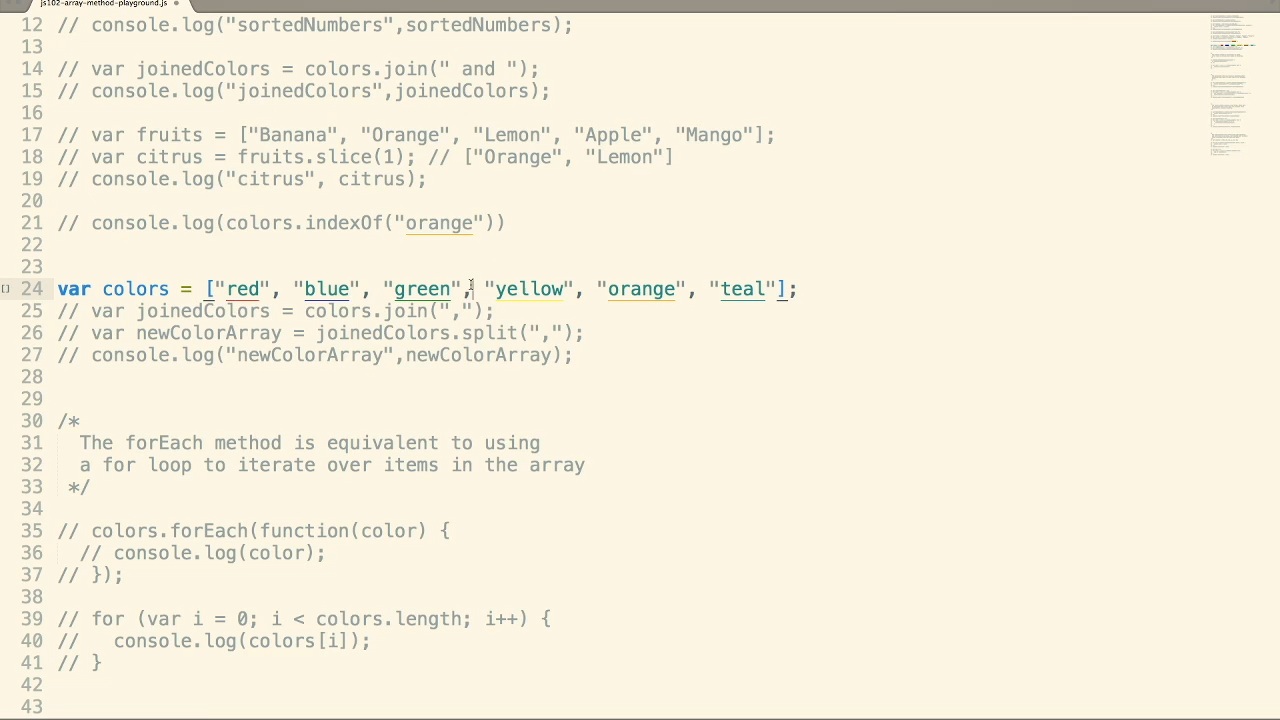 js102-array-method-playground.js
12 // console.log("sortedNumbers",sortedNumbers);
13
14 // var joinedColors = colors.join(" and ")
15 // console.log("joinedColors",joinedColors);
16
17 // var fruits = ["Banana", "Orange", "Lemon", "Apple", "Mango"];
18 // var citrus = fruits.slice(1); // ["Orange", "Lemon"]
19 // console.log("citrus", citrus);
20
21 // console.log(colors.indexOf("orange"))
22
23
24 var colors = ["red", "blue", "green", "yellow", "orange", "teal"];
25 // var joinedColors = colors.join(",");
26 // var newColorArray = joinedColors.split(",");
27 // console.log("newColorArray",newColorArray);
28
29
30 /*
31 The forEach method is equivalent to using
32 a for loop to iterate over items in the array
33 */
34
35 // colors.forEach(function(color) {
36 // console.log(color);
37 // });
38
39 // for (var i = 0; i < colors.length; i++) {
40 // console.log(colors[i]);
41 // }
42
43